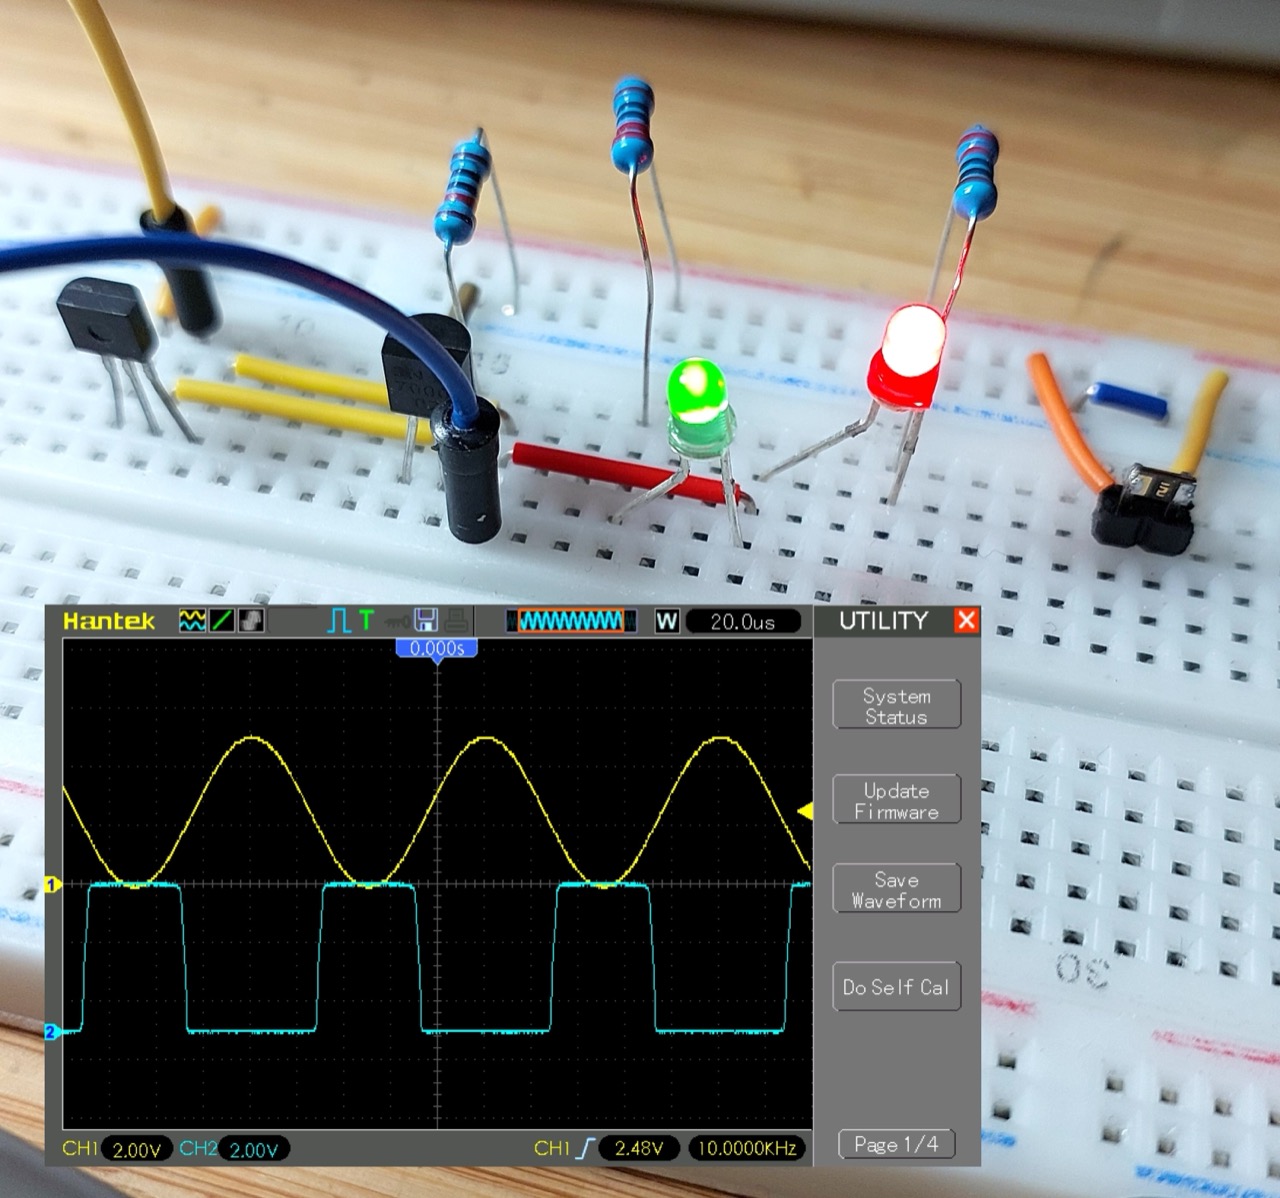 Hantek T W 20.0us UTILITY X
0.000s
System
Status
Update
Firmware
Save
Waveform
Do Self Cal
Page 1/4
1
2
CH1 2.00V CH2 2.00V CH1 2.48V 10.0000KHz
10
15
30